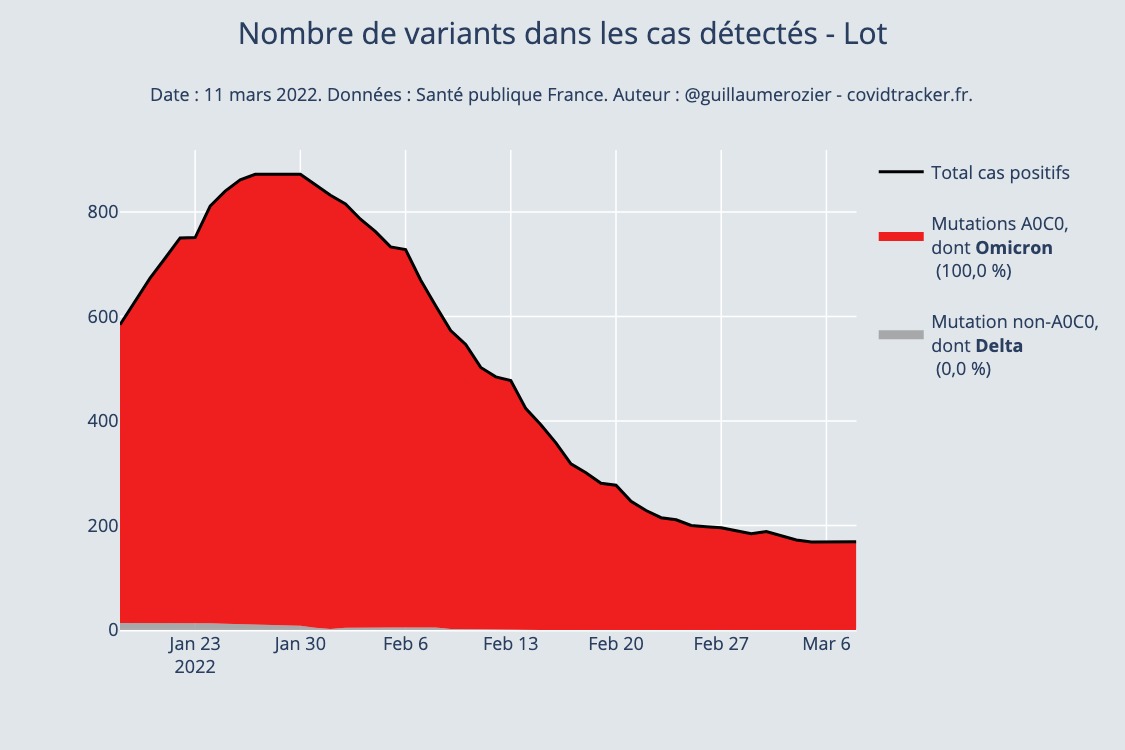 Nombre de variants dans les cas détectés - Lot
Date : 11 mars 2022. Données : Santé publique France. Auteur : @guillaumerozier - covidtracker.fr.
Total cas positifs
Mutations A0C0,
dont Omicron
(100,0 %)
Mutation non-A0C0,
dont Delta
(0,0 %)
800
600
400
200
0
Jan 23
2022
Jan 30
Feb 6
Feb 13
Feb 20
Feb 27
Mar 6